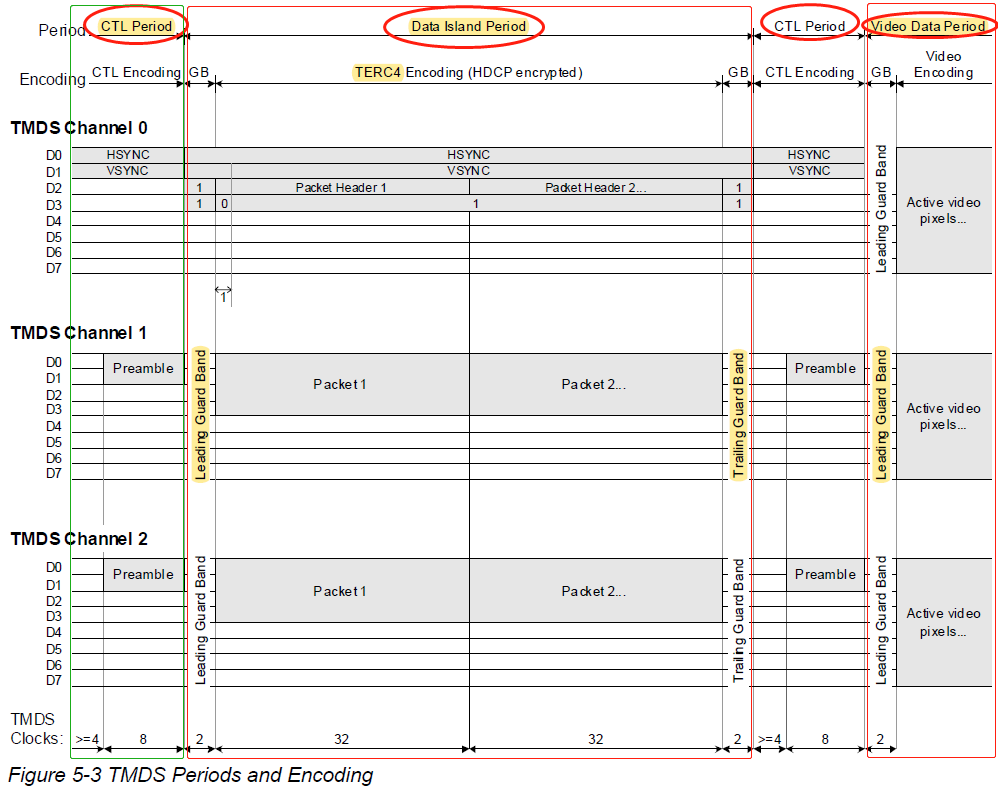 Period: CTL Period Data Island Period CTL Period Video Data Period
Encoding CTL Encoding GB TERC4 Encoding (HDCP encrypted) GB CTL Encoding GB Video Encoding
TMDS Channel 0
D0 HSYNC HSYNC HSYNC
D1 VSYNC VSYNC VSYNC
D2 1 Packet Header 1 Packet Header 2... 1
D3 1 0 1 1
D4
D5
D6
D7
Leading Guard Band
Active video
pixels...
1
TMDS Channel 1
D0
D1
D2
D3
D4
D5
D6
D7
Preamble
Leading Guard Band
Packet 1
Packet 2...
Trailing Guard Band
Preamble
Leading Guard Band
Active video
pixels...
TMDS Channel 2
D0
D1
D2
D3
D4
D5
D6
D7
Preamble
Leading Guard Band
Packet 1
Packet 2...
Trailing Guard Band
Preamble
Leading Guard Band
Active video
pixels...
TMDS
Clocks: >=4 8 2 32 32 2 >=4 8 2
Figure 5-3 TMDS Periods and Encoding